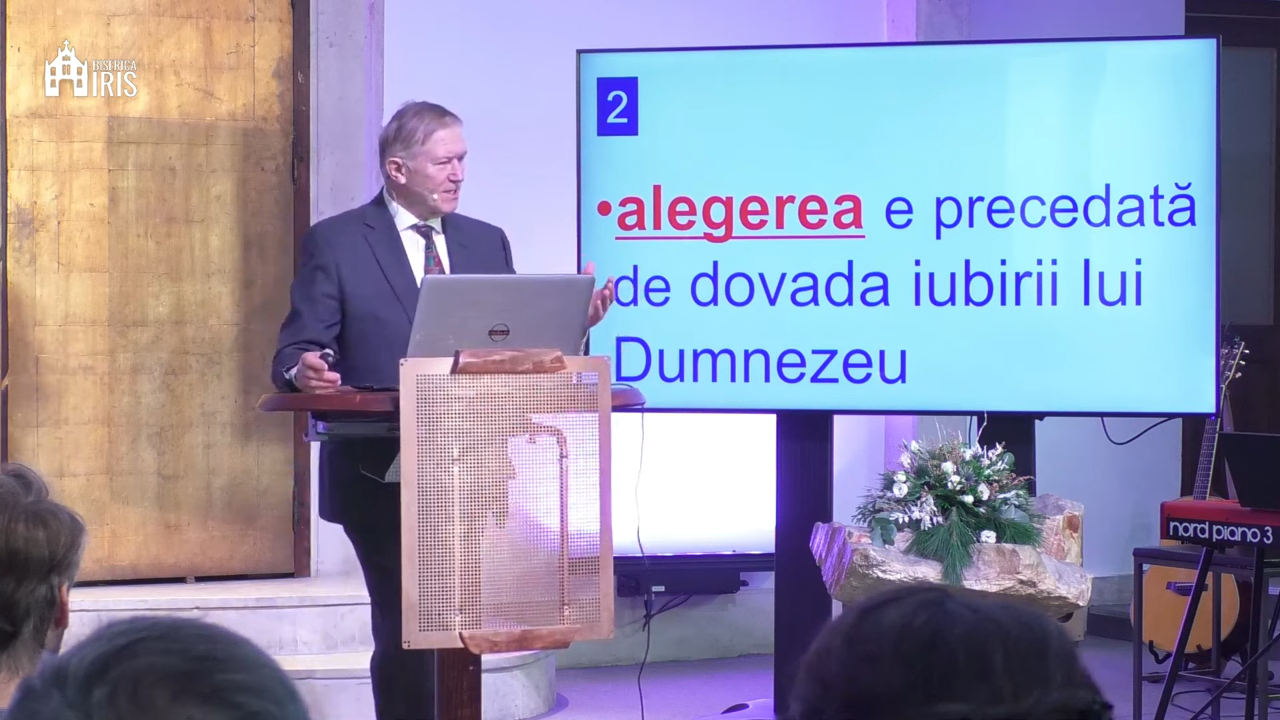 BISERICA
IRIS
2
•alegerea e precedată
de dovada iubirii lui
Dumnezeu
nord piano 3